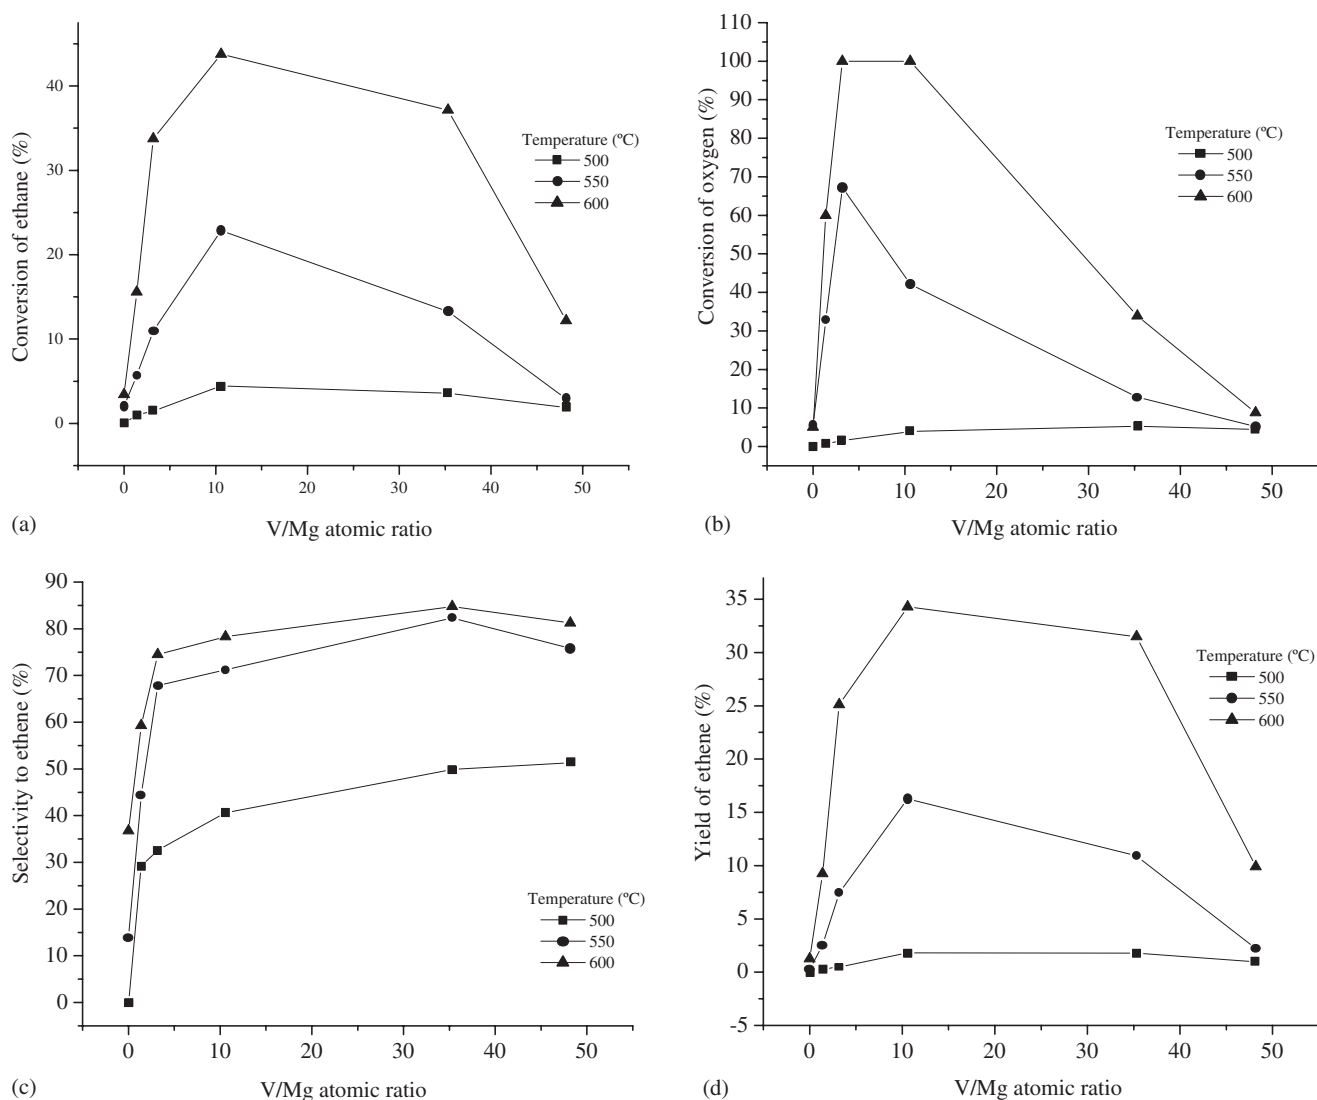 Conversion of ethane (%)
40
30
20
10
0
0 10 20 30 40 50
V/Mg atomic ratio
Temperature (ºC)
500
550
600
(a)
Conversion of oxygen (%)
110
100
90
80
70
60
50
40
30
20
10
0
0 10 20 30 40 50
V/Mg atomic ratio
Temperature (ºC)
500
550
600
(b)
Selectivity to ethene (%)
90
80
70
60
50
40
30
20
10
0
0 10 20 30 40 50
V/Mg atomic ratio
Temperature (ºC)
500
550
600
(c)
Yield of ethene (%)
35
30
25
20
15
10
5
0
-5
0 10 20 30 40 50
V/Mg atomic ratio
Temperature (ºC)
500
550
600
(d)